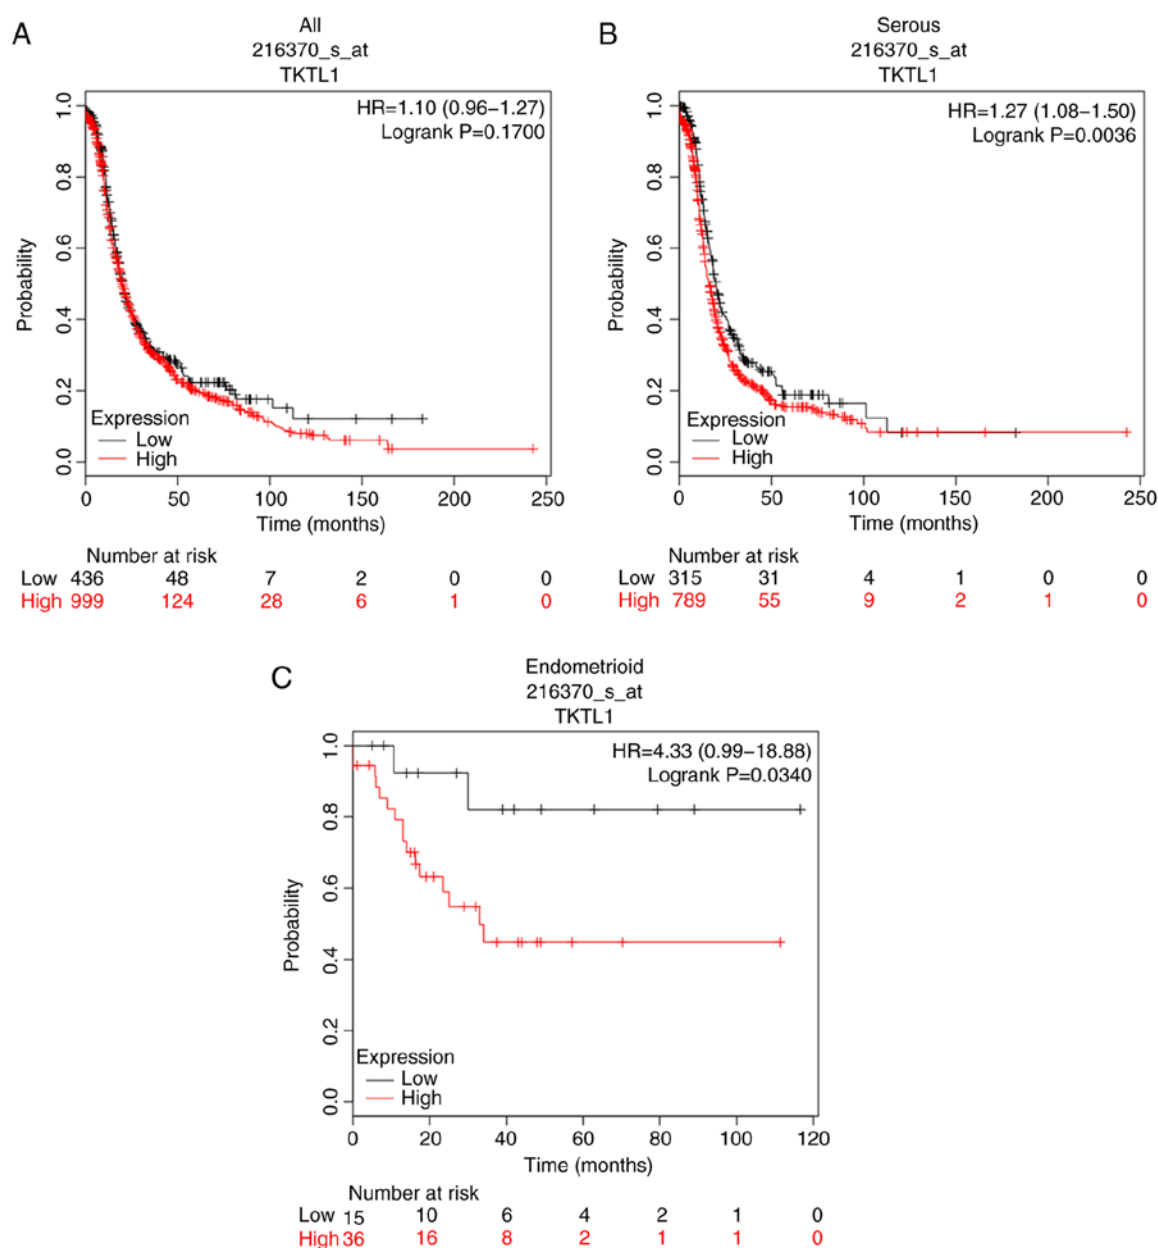 A
All
216370_s_at
TKTL1
HR=1.10 (0.96–1.27)
Logrank P=0.1700
Probability
1.0
0.8
0.6
0.4
0.2
0.0
Expression
Low
High
0 50 100 150 200 250
Time (months)
Number at risk
Low 436 48 7 2 0 0
High 999 124 28 6 1 0
B
Serous
216370_s_at
TKTL1
HR=1.27 (1.08–1.50)
Logrank P=0.0036
Probability
1.0
0.8
0.6
0.4
0.2
0.0
Expression
Low
High
0 50 100 150 200 250
Time (months)
Number at risk
Low 315 31 4 1 0 0
High 789 55 9 2 1 0
C
Endometrioid
216370_s_at
TKTL1
HR=4.33 (0.99–18.88)
Logrank P=0.0340
Probability
1.0
0.8
0.6
0.4
0.2
0.0
Expression
Low
High
0 20 40 60 80 100 120
Time (months)
Number at risk
Low 15 10 6 4 2 1 0
High 36 16 8 2 1 1 0